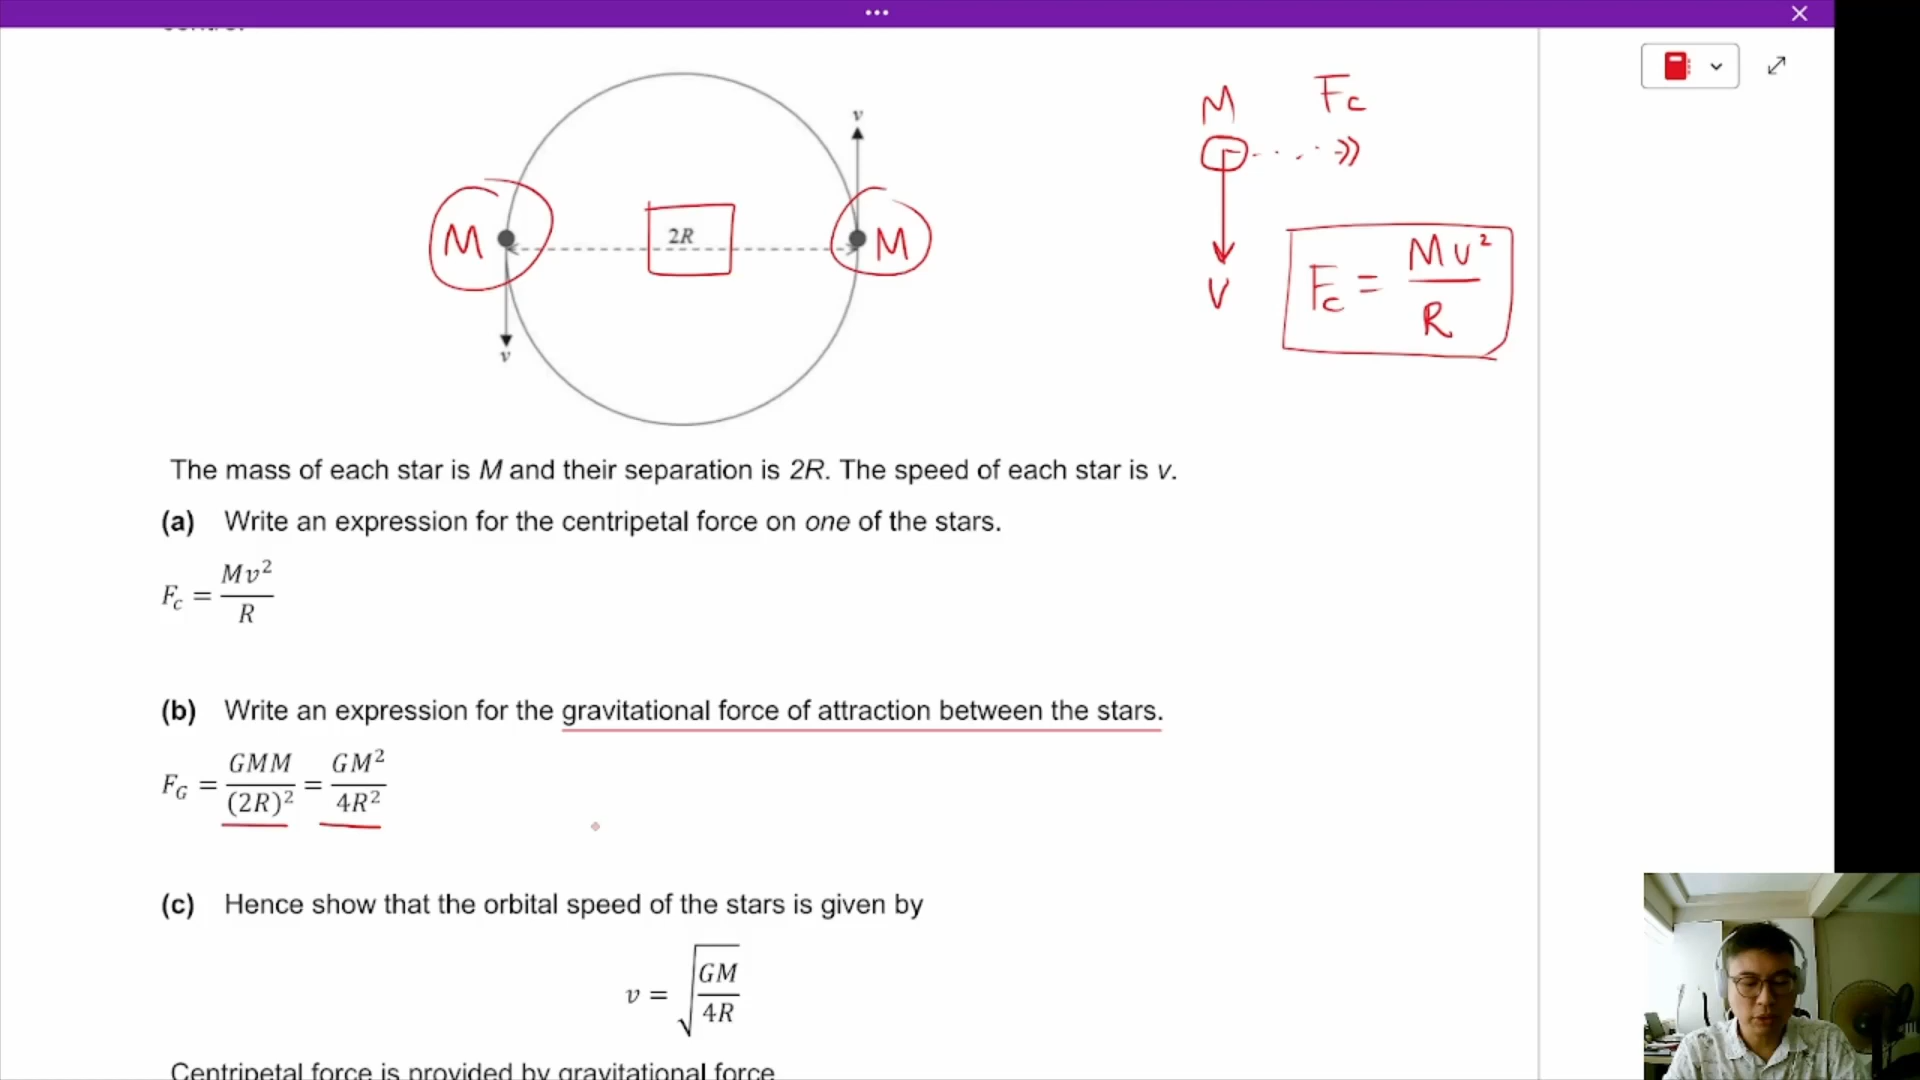 v
M Fc
M 2R M
v
v
Fc = Mv²/R
The mass of each star is M and their separation is 2R. The speed of each star is v.
(a) Write an expression for the centripetal force on one of the stars.
Fc = Mv²/R
(b) Write an expression for the gravitational force of attraction between the stars.
F_G = GMM/(2R)² = GM²/4R²
(c) Hence show that the orbital speed of the stars is given by
v = √(GM/4R)
Centripetal force is provided by gravitational force